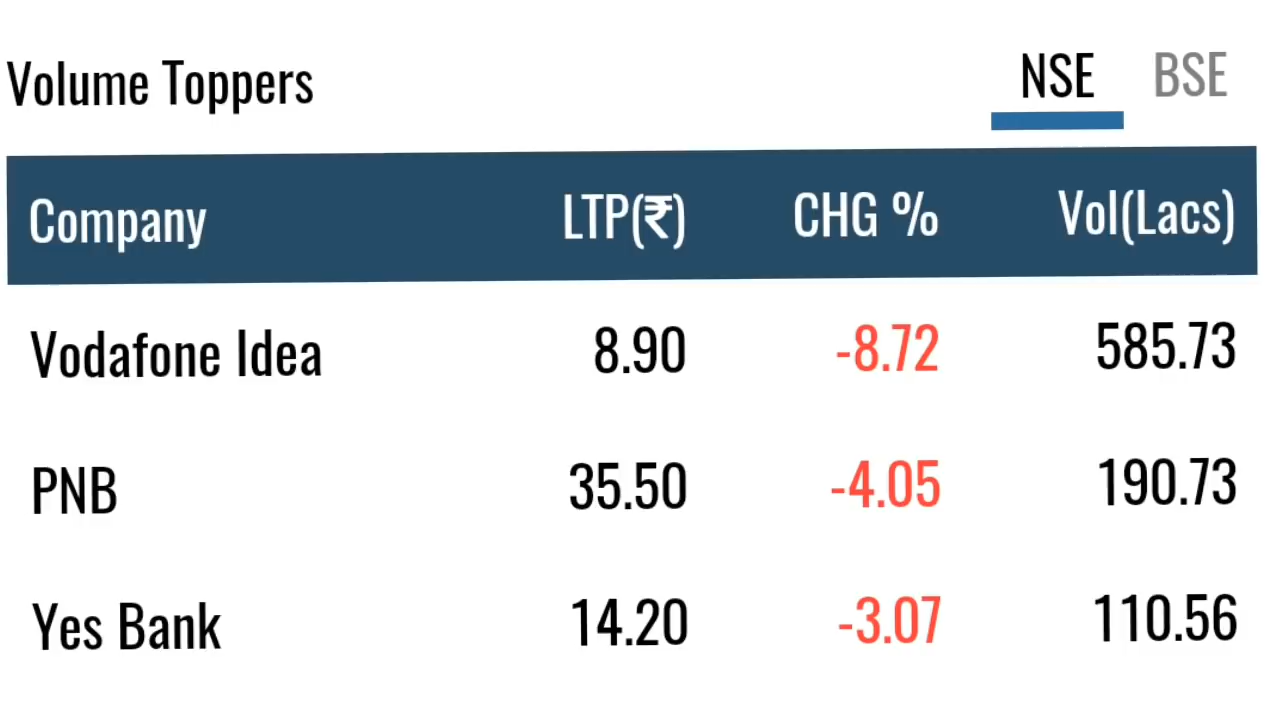 Volume Toppers NSE BSE
Company LTP(₹) CHG % Vol(Lacs)
Vodafone Idea 8.90 -8.72 585.73
PNB 35.50 -4.05 190.73
Yes Bank 14.20 -3.07 110.56